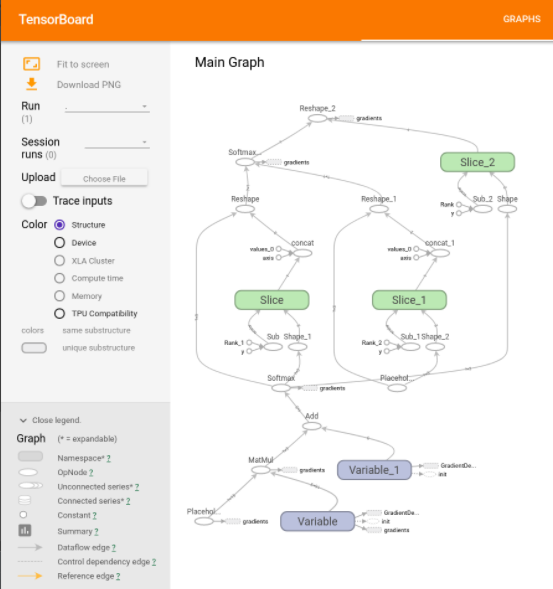 TensorBoard
GRAPHS
Fit to screen
Download PNG
Run
(1)
.
Session
runs (0)
Upload
Choose File
Trace inputs
Color
Structure
Device
XLA Cluster
Compute time
Memory
TPU Compatibility
colors
same substructure
unique substructure
Close legend.
Graph
(* = expandable)
Namespace* ?
OpNode ?
Unconnected series* ?
Connected series* ?
Constant ?
Summary ?
Dataflow edge ?
Control dependency edge ?
Reference edge ?
Main Graph
Reshape_2
gradients
Softmax...
gradients
Slice_2
Rank
y
Sub_2
Shape
Reshape
Reshape_1
values_0
axis
concat
values_0
axis
concat_1
Slice
Slice_1
Rank_1
y
Sub
Shape_1
Rank_2
y
Sub_1
Shape_2
Softmax
gradients
Placehol...
Add
MatMul
gradients
Variable_1
GradientDe...
init
Placehol...
gradients
Variable
GradientDe...
init
gradients